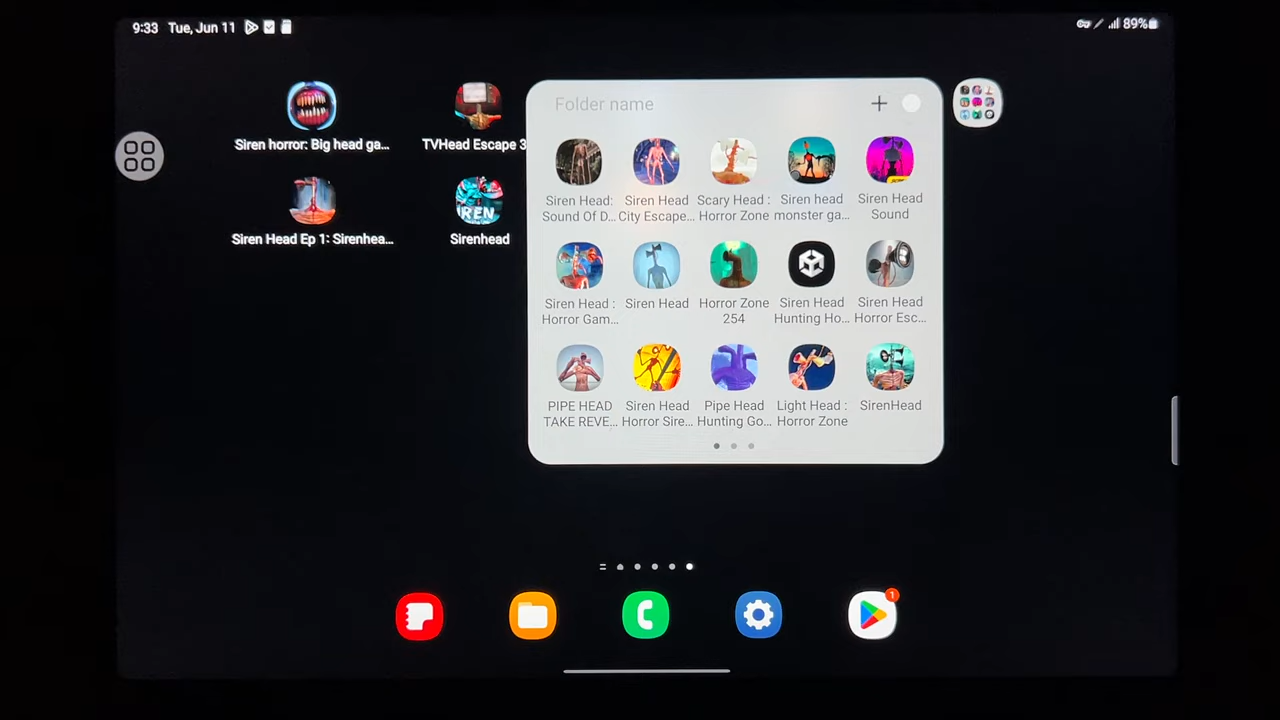 9:33 Tue, Jun 11
89%
Siren horror: Big head ga...
TVHead Escape 3
Siren Head Ep 1: Sirenhea...
Sirenhead
Folder name
Siren Head:
Sound Of D...
Siren Head
City Escape...
Scary Head :
Horror Zone
Siren head
monster ga...
Siren Head
Sound
Siren Head :
Horror Gam...
Siren Head
Horror Zone
254
Siren Head
Hunting Ho...
Siren Head
Horror Esc...
PIPE HEAD
TAKE REVE...
Siren Head
Horror Sire...
Pipe Head
Hunting Go...
Light Head :
Horror Zone
SirenHead
1